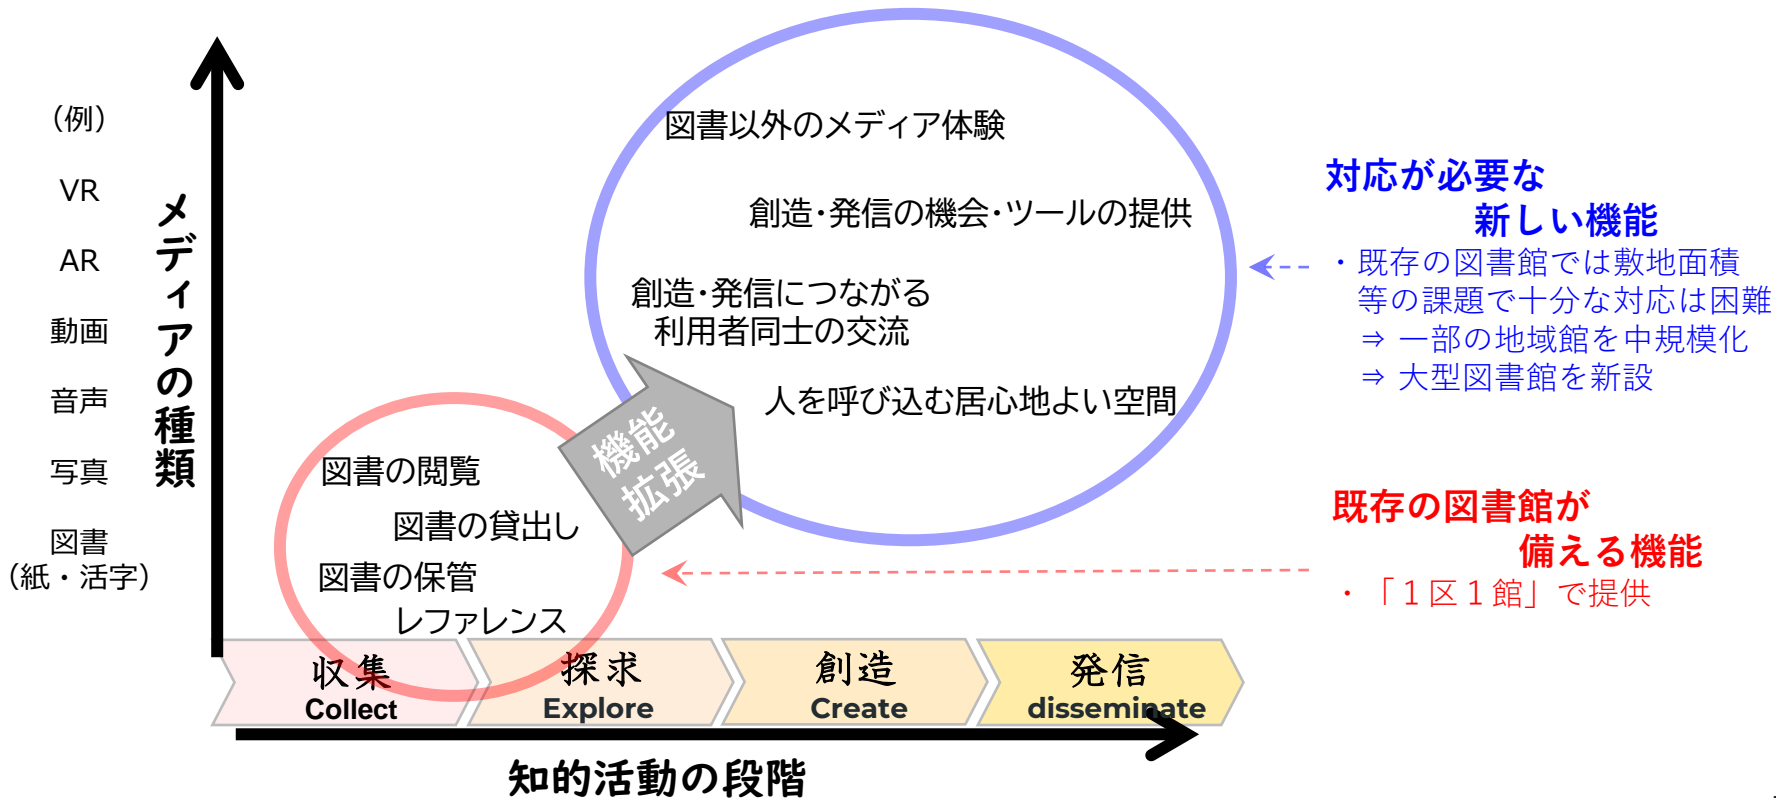 (例)
VR
AR
動画
音声
写真
図書
(紙・活字)
メディアの種類
図書以外のメディア体験
創造・発信の機会・ツールの提供
創造・発信につながる
利用者同士の交流
人を呼び込む居心地よい空間
機能
拡張
図書の閲覧
図書の貸出し
図書の保管
レファレンス
対応が必要な
新しい機能
・既存の図書館では敷地面積
等の課題で十分な対応は困難
⇒ 一部の地域館を中規模化
⇒ 大型図書館を新設
既存の図書館が
備える機能
・「1区1館」で提供
収集
Collect
探求
Explore
創造
Create
発信
disseminate
知的活動の段階